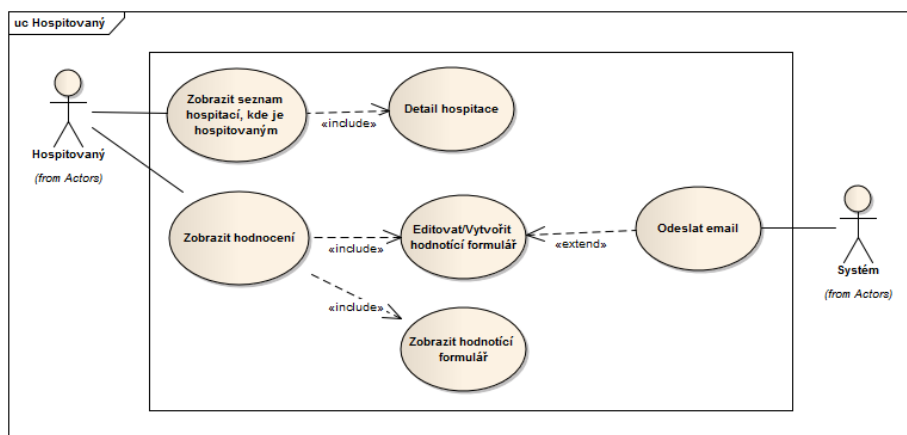 uc Hospitovaný
Zobrazit seznam
hospitací, kde je
hospitovaným
«include»
Detail hospitace
Hospitovaný
(from Actors)
Zobrazit hodnocení
«include»
Editovat/Vytvořit
hodnotící formulář
«extend»
Odeslat email
Systém
(from Actors)
«include»
Zobrazit hodnotící
formulář